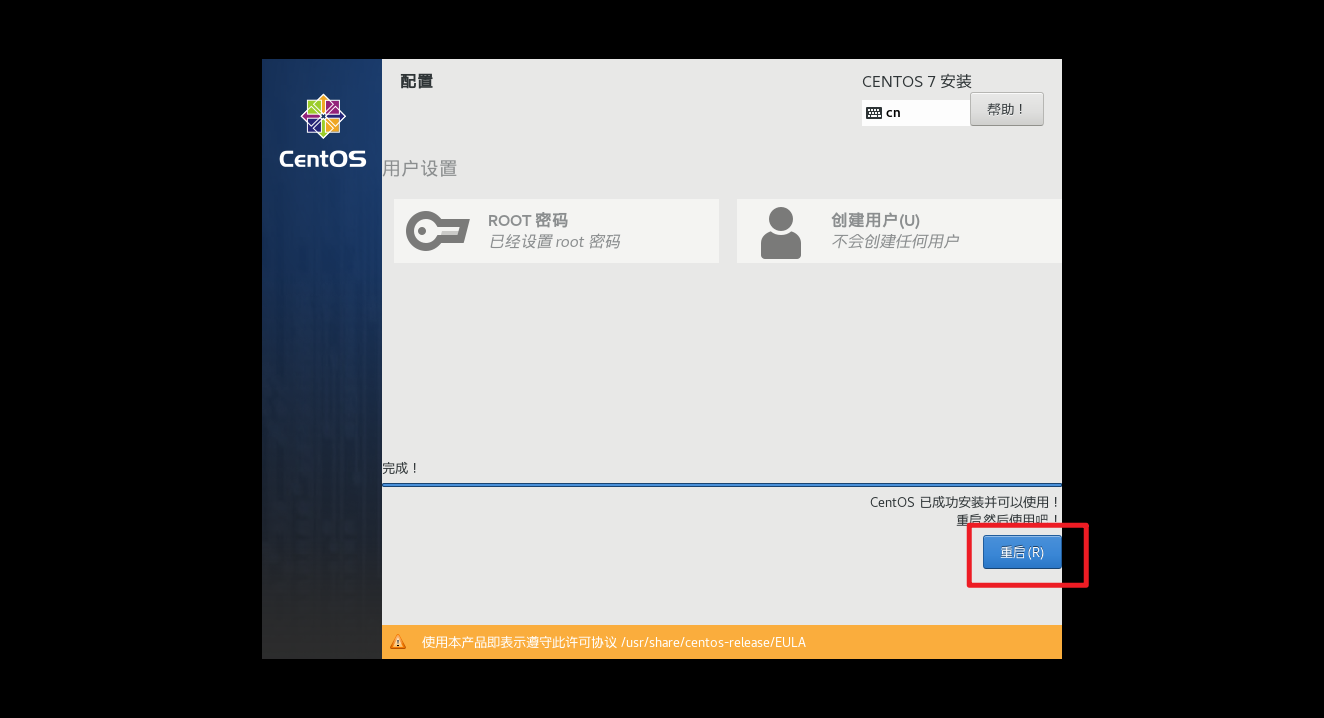 配置
CENTOS 7 安装
cn
帮助！
CentOS
用户设置
ROOT 密码
已经设置 root 密码
创建用户(U)
不会创建任何用户
完成！
CentOS 已成功安装并可以使用！
重启然后使用吧！
重启(R)
使用本产品即表示遵守此许可协议 /usr/share/centos-release/EULA